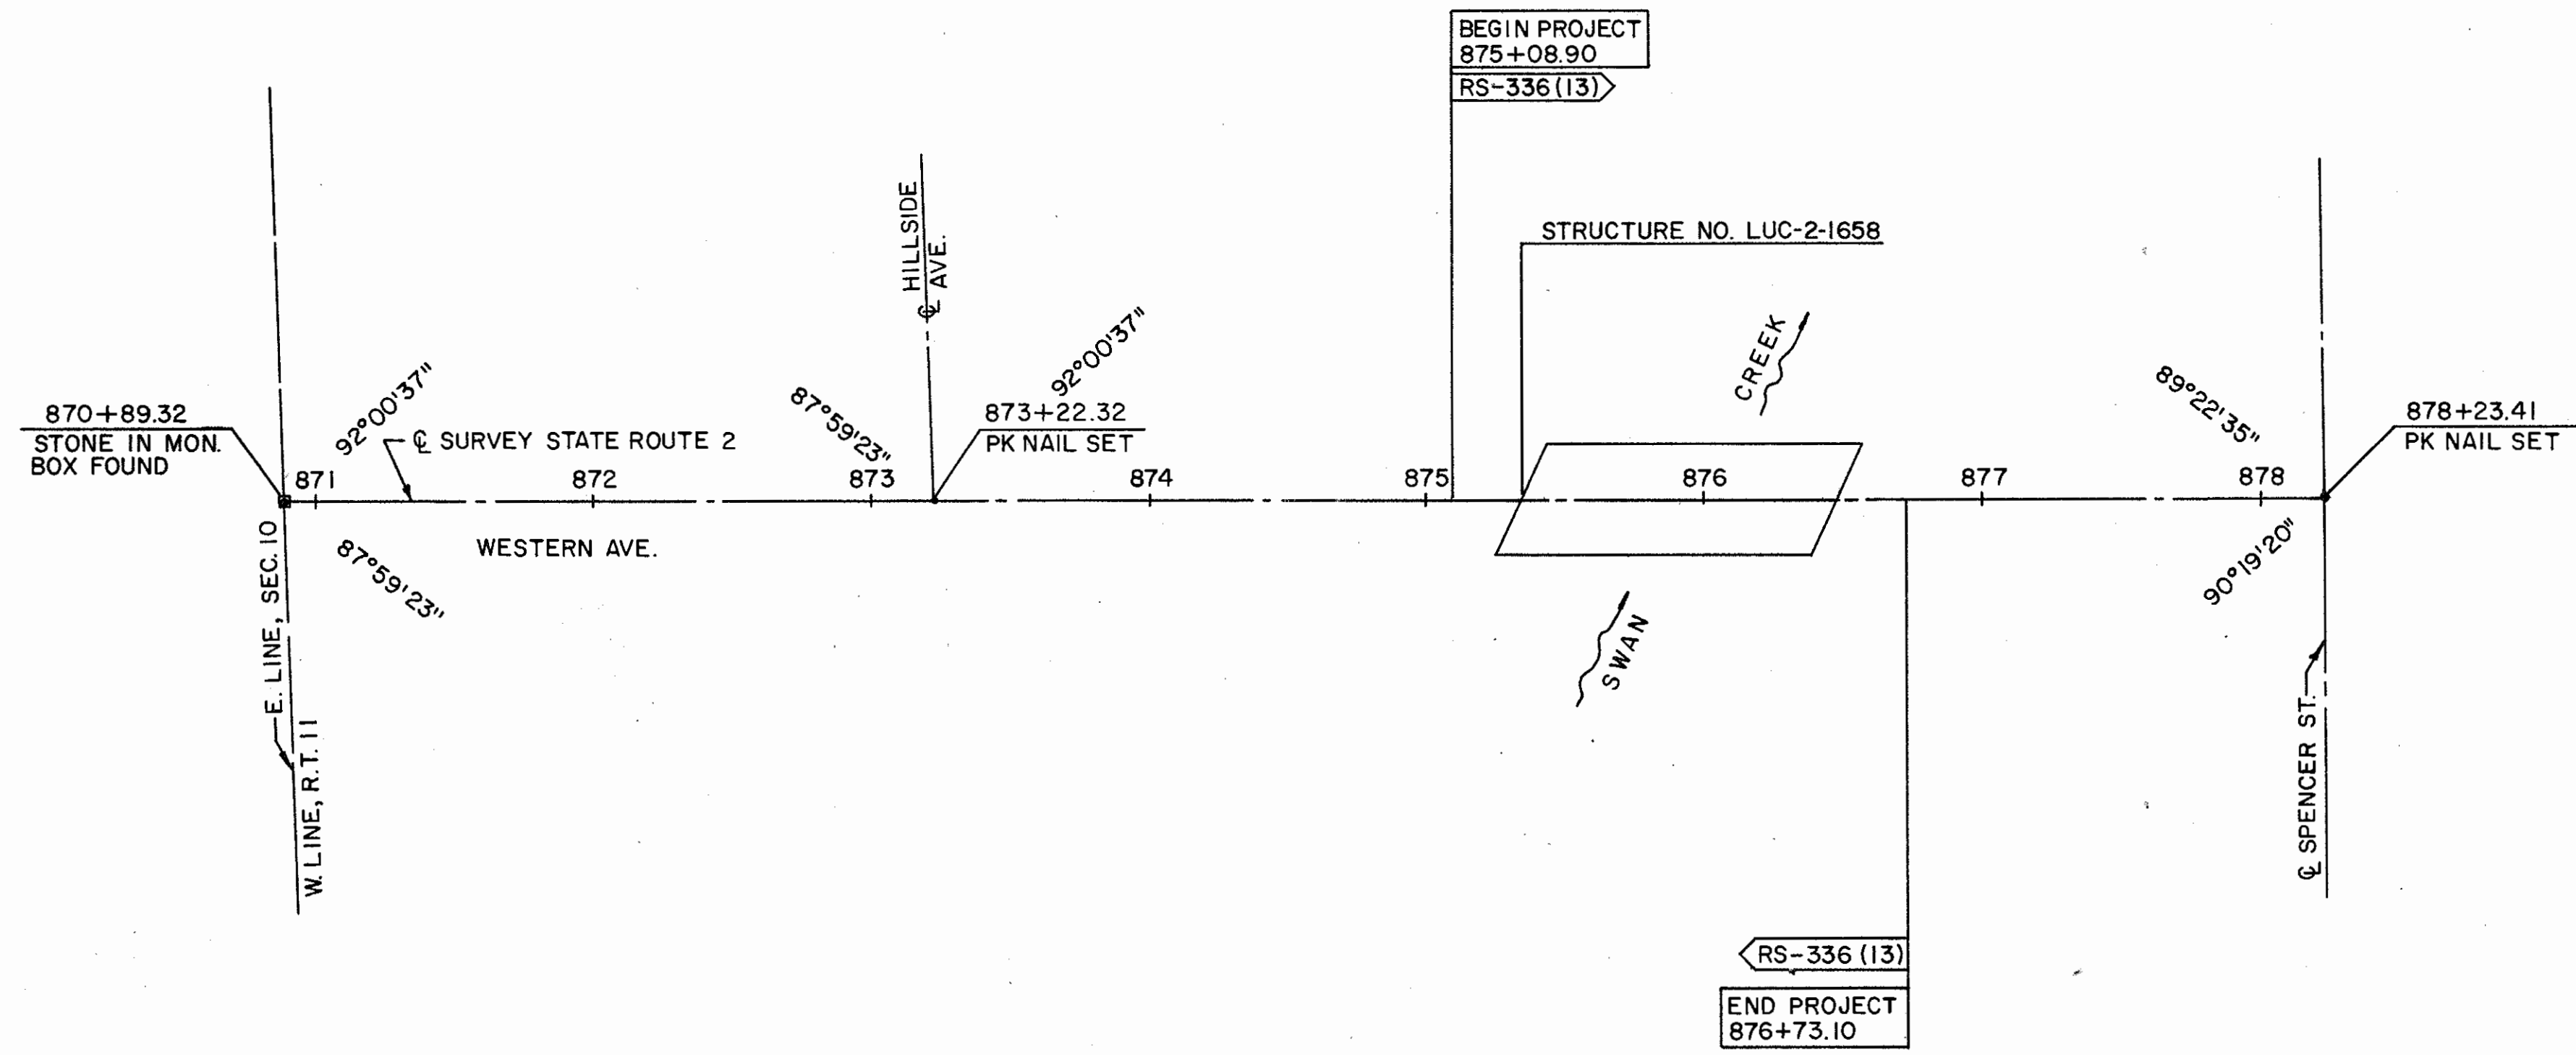 BEGIN PROJECT
875+08.90
RS-336(13)
HILLSIDE
℄ AVE.
STRUCTURE NO. LUC-2-1658
CREEK
870+89.32
STONE IN MON.
BOX FOUND
92°00'37"
℄ SURVEY STATE ROUTE 2
87°59'23"
92°00'37"
873+22.32
PK NAIL SET
89°22'35"
878+23.41
PK NAIL SET
871
872
873
874
875
876
877
878
E. LINE, SEC. 10
W. LINE, R.T. 11
87°59'23"
WESTERN AVE.
SWAN
90°19'20"
℄ SPENCER ST.
RS-336 (13)
END PROJECT
876+73.10